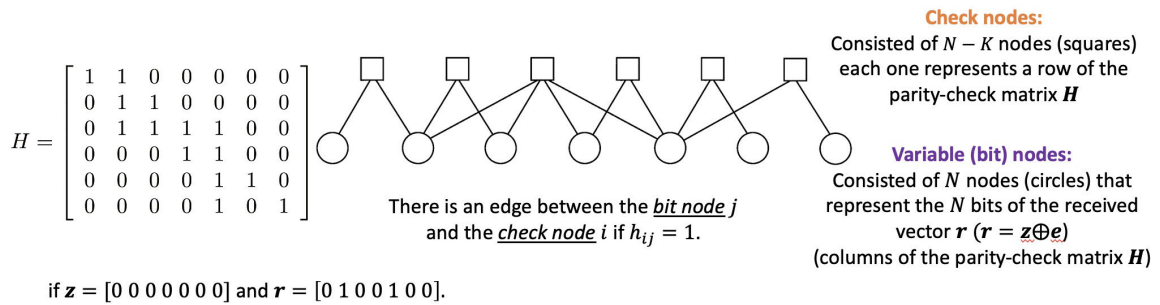 Check nodes:
Consisted of N − K nodes (squares)
each one represents a row of the
parity-check matrix H
H =
1 1 0 0 0 0 0
0 1 1 0 0 0 0
0 1 1 1 1 0 0
0 0 0 1 1 0 0
0 0 0 0 1 1 0
0 0 0 0 1 0 1
Variable (bit) nodes:
Consisted of N nodes (circles) that
represent the N bits of the received
vector r (r = z⊕e)
(columns of the parity-check matrix H)
There is an edge between the bit node j
and the check node i if hᵢⱼ = 1.
if z = [0 0 0 0 0 0 0] and r = [0 1 0 0 1 0 0].